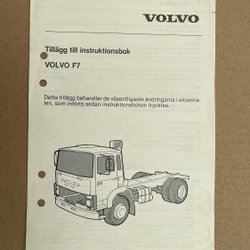 VOLVO
Tillägg till instruktionsbok
VOLVO F7
Detta tillägg behandlar de väsentligaste ändringarna i elcentra-
len, som införts sedan instruktionsboken trycktes.
VOLVO